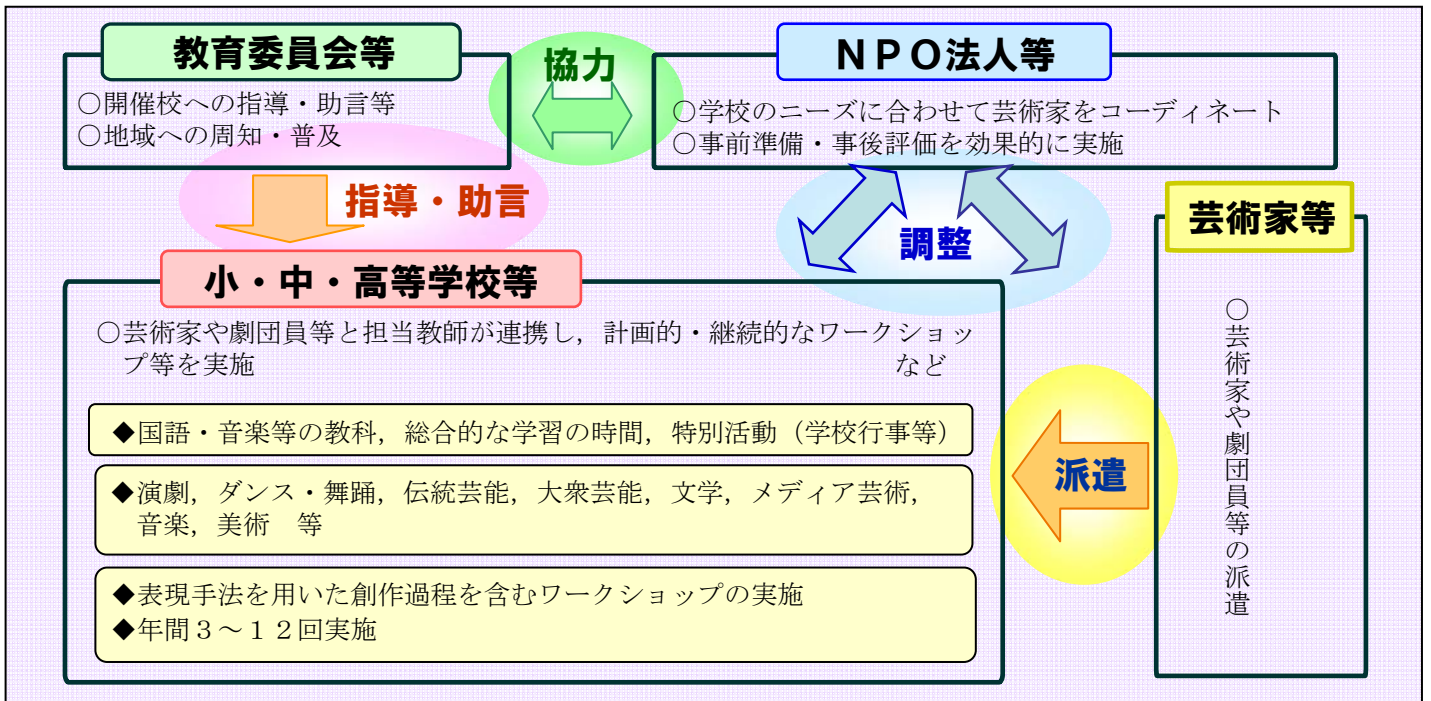 教育委員会等
○開催校への指導・助言等
○地域への周知・普及
協力
ＮＰＯ法人等
○学校のニーズに合わせて芸術家をコーディネート
○事前準備・事後評価を効果的に実施
指導・助言
調整
芸術家等
○芸術家や劇団員等の派遣
派遣
小・中・高等学校等
○芸術家や劇団員等と担当教師が連携し，計画的・継続的なワークショッ
プ等を実施　など
◆国語・音楽等の教科，総合的な学習の時間，特別活動（学校行事等）
◆演劇，ダンス・舞踊，伝統芸能，大衆芸能，文学，メディア芸術，
音楽，美術　等
◆表現手法を用いた創作過程を含むワークショップの実施
◆年間３～１２回実施